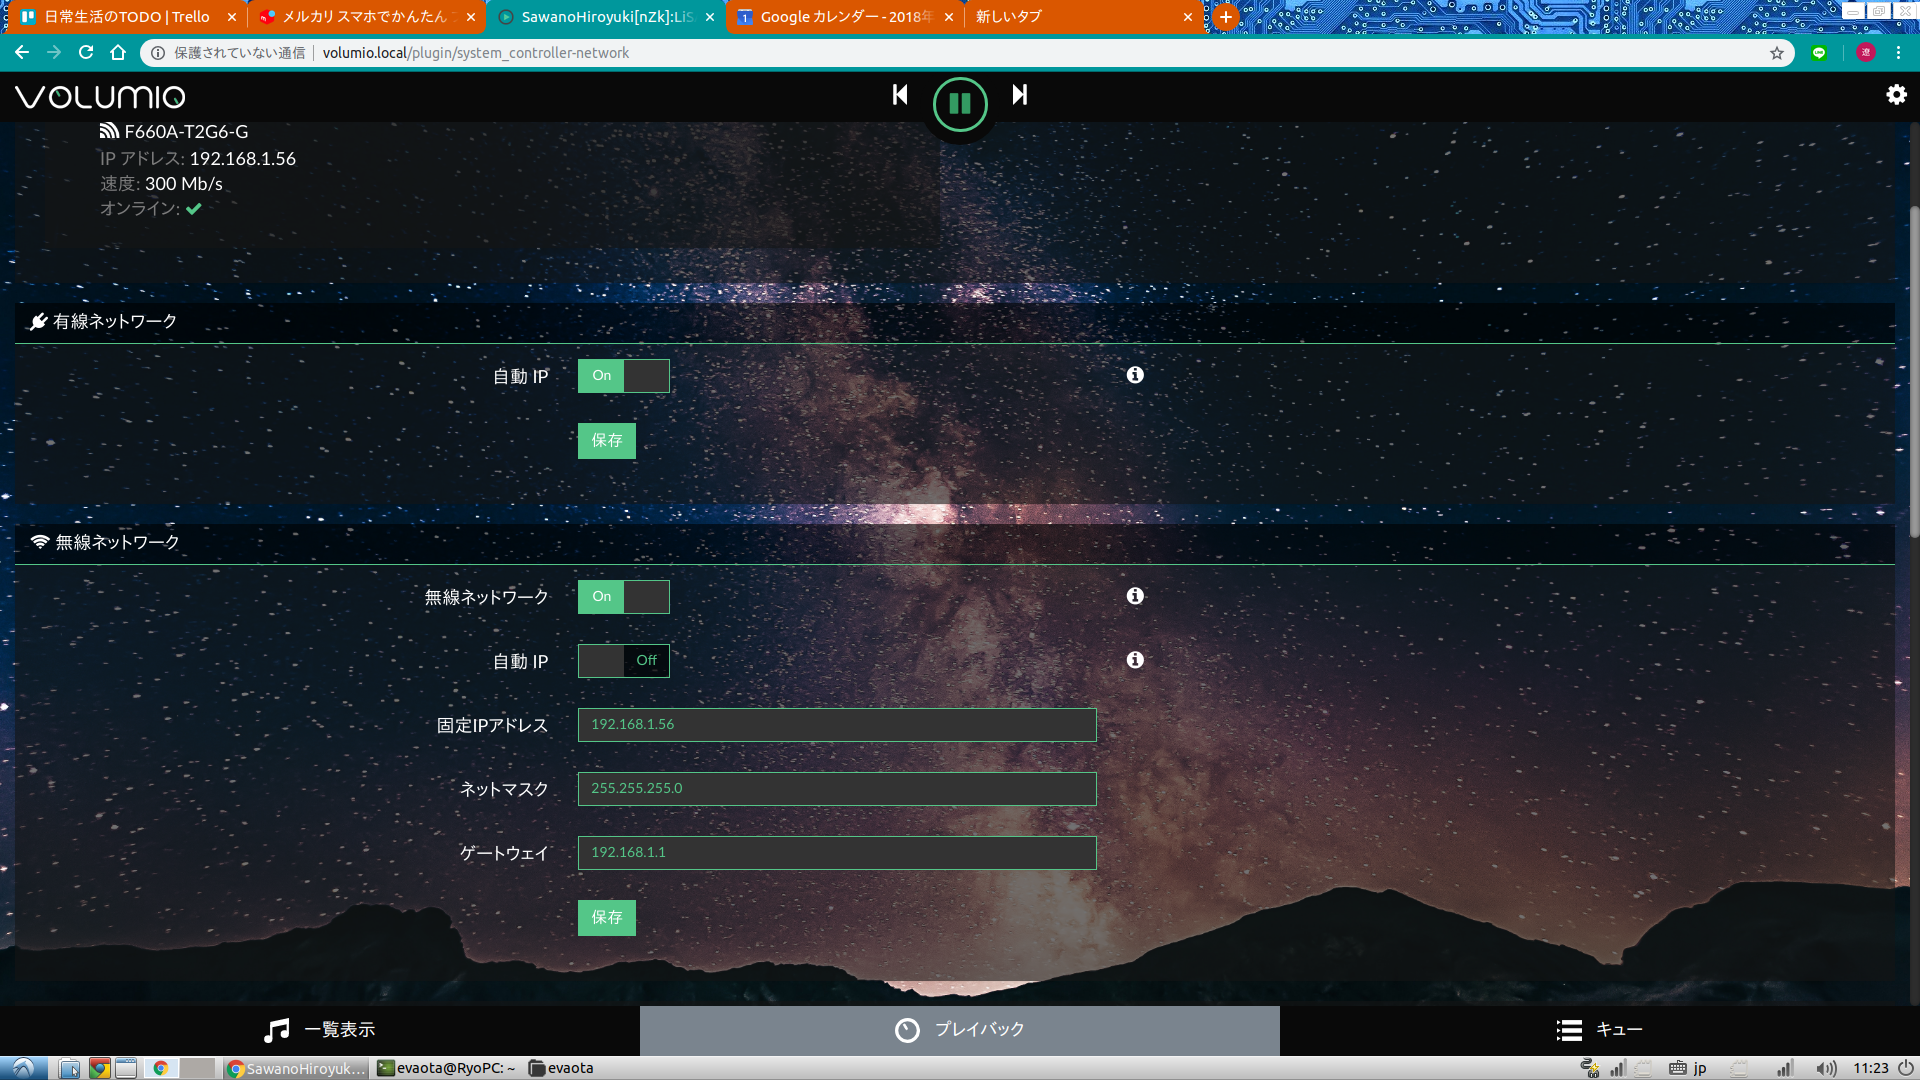 日常生活のTODO | Trello
メルカリ スマホでかんたん
SawanoHiroyuki[nZk]:LiS
Google カレンダー - 2018年
新しいタブ
保護されていない通信 | volumio.local/plugin/system_controller-network
VOLUMIO
F660A-T2G6-G
IP アドレス: 192.168.1.56
速度: 300 Mb/s
オンライン:
有線ネットワーク
自動 IP On
保存
無線ネットワーク
無線ネットワーク On
自動 IP Off
固定IPアドレス 192.168.1.56
ネットマスク 255.255.255.0
ゲートウェイ 192.168.1.1
保存
一覧表示 プレイバック キュー
SawanoHiroyuk... evaota@RyoPC: ~ evaota jp 11:23